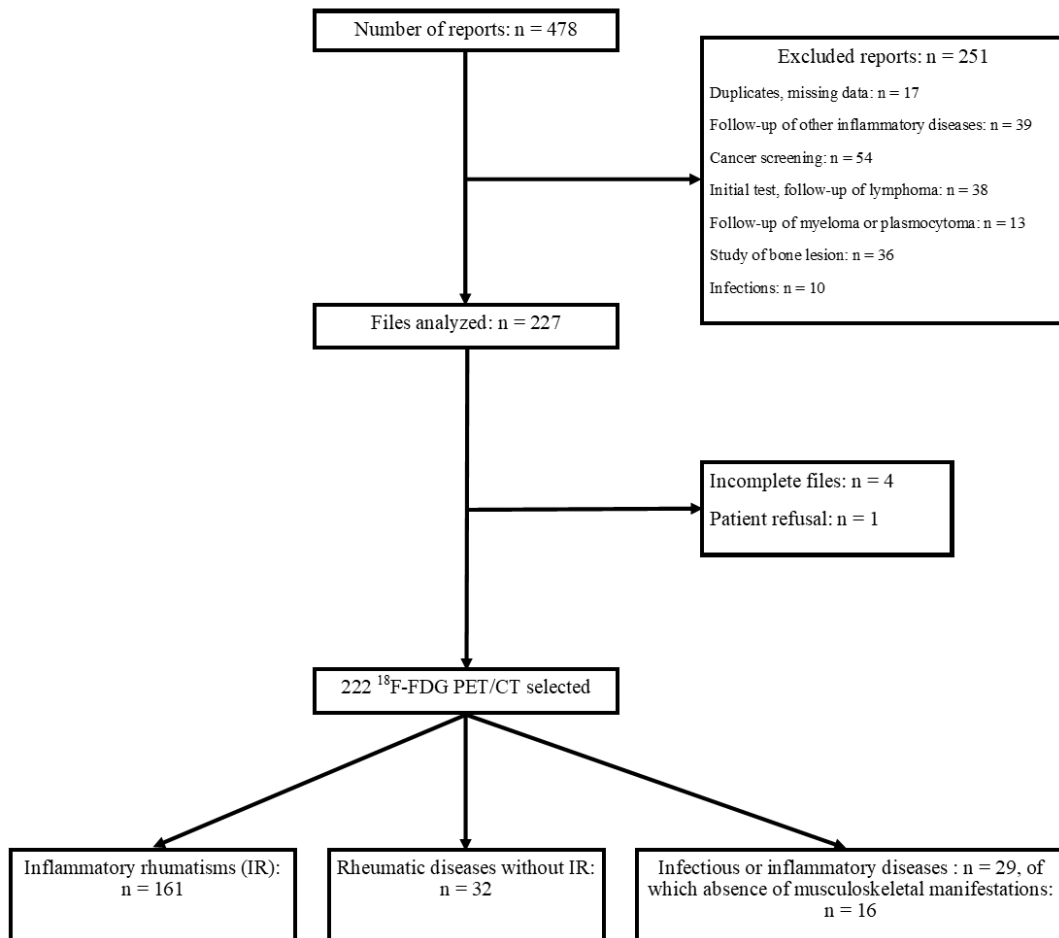 Number of reports: n = 478
Excluded reports: n = 251
Duplicates, missing data: n = 17
Follow-up of other inflammatory diseases: n = 39
Cancer screening: n = 54
Initial test, follow-up of lymphoma: n = 38
Follow-up of myeloma or plasmocytoma: n = 13
Study of bone lesion: n = 36
Infections: n = 10
Files analyzed: n = 227
Incomplete files: n = 4
Patient refusal: n = 1
222 ¹⁸F-FDG PET/CT selected
Inflammatory rhumatisms (IR):
n = 161
Rheumatic diseases without IR:
n = 32
Infectious or inflammatory diseases : n = 29, of
which absence of musculoskeletal manifestations:
n = 16